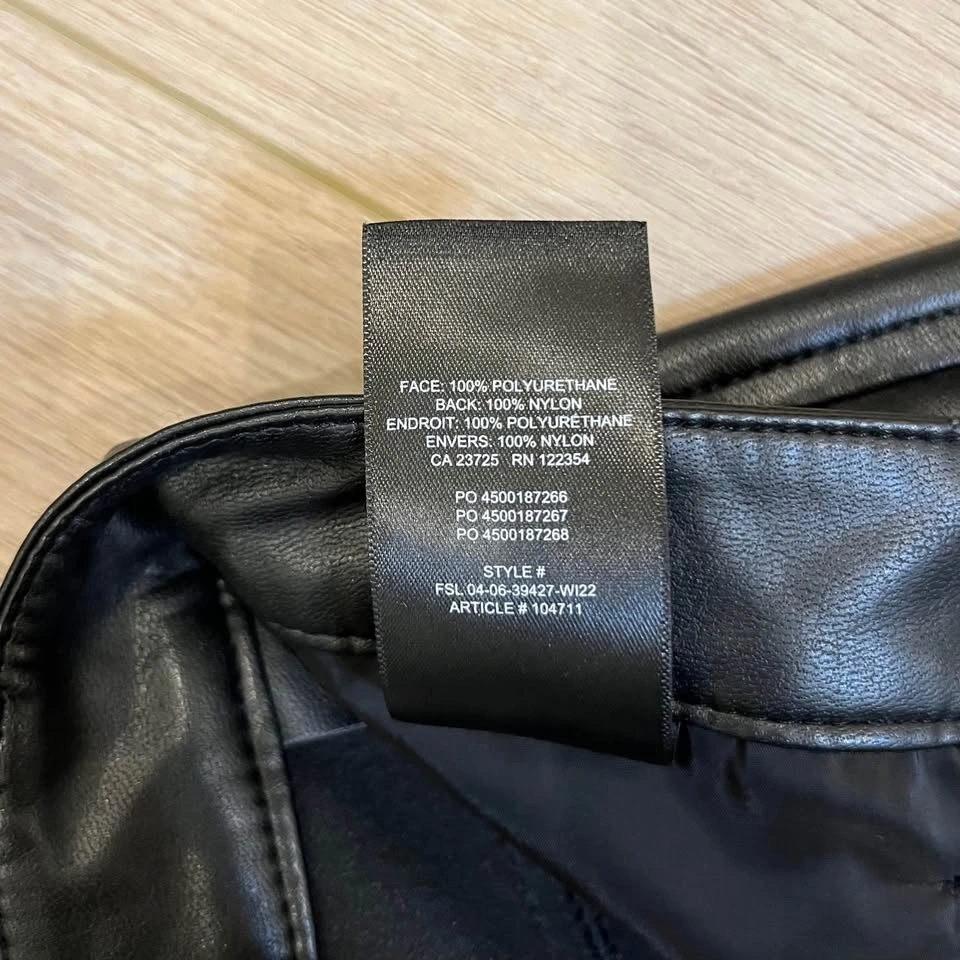 FACE: 100% POLYURETHANE
BACK: 100% NYLON
ENDROIT: 100% POLYURETHANE
ENVERS: 100% NYLON
CA 23725 RN 122354
PO 4500187266
PO 4500187267
PO 4500187268
STYLE #
FSL 04-06-39427-WI22
ARTICLE # 104711